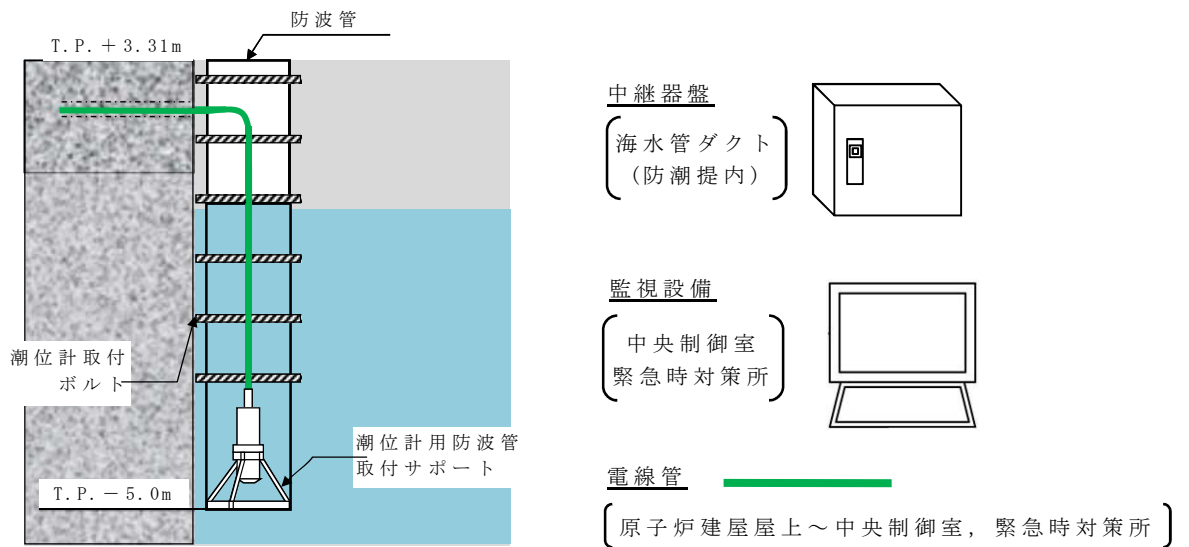 防波管
T.P.＋3.31m
潮位計取付
ボルト
潮位計用防波管
取付サポート
T.P.－5.0m
中継器盤
海水管ダクト
(防潮提内)
監視設備
中央制御室
緊急時対策所
電線管
原子炉建屋屋上～中央制御室，緊急時対策所